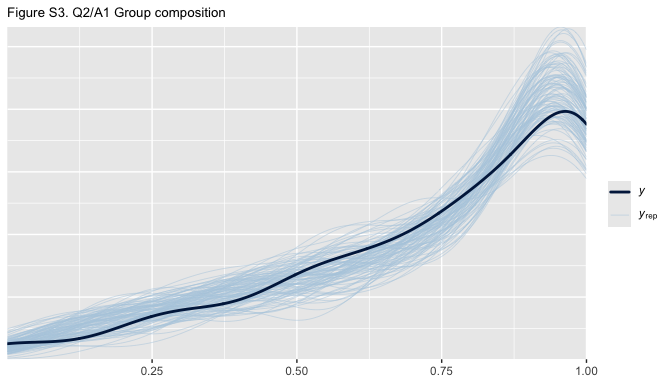 Figure S3. Q2/A1 Group composition
y
yrep
0.25
0.50
0.75
1.00